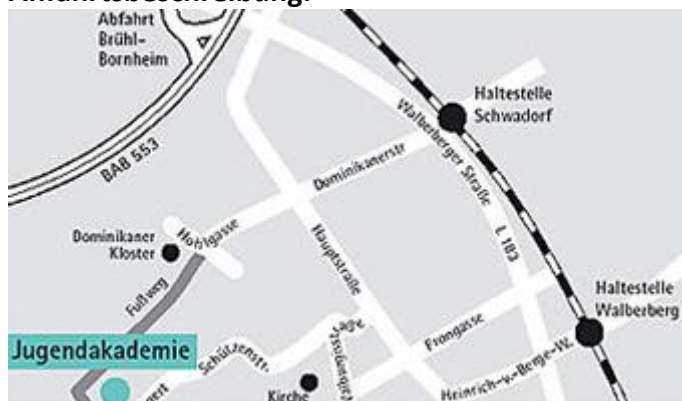 Abfahrt
Brühl-
Bornheim
BAB 553
Haltestelle
Schwadorf
Walberberger Straße
L 183
Dominikanerstr
Hohlgasse
Dominikaner
Kloster
Fußweg
Hauptstraße
Haltestelle
Walberberg
Frongasse
Heinrich-v.-Berge-W.
Jugendakademie
Schützenstr.
Kirche